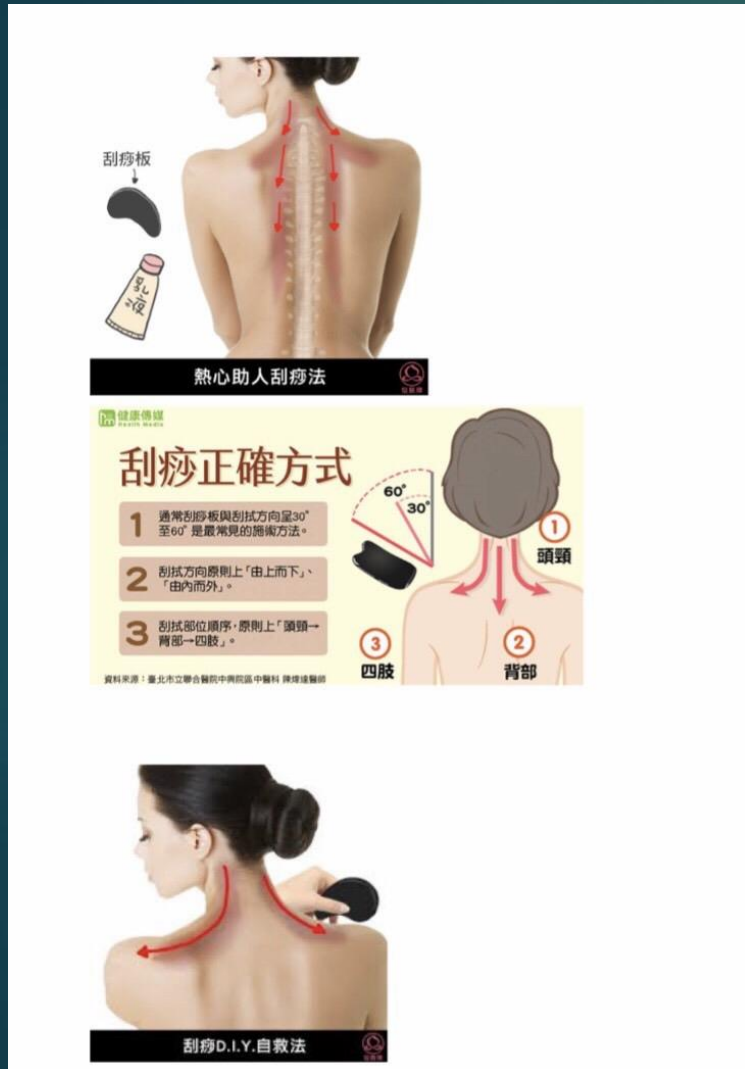 刮痧板
乳液
熱心助人刮痧法
健康傳媒
HEALTH MEDIA
刮痧正確方式
1 通常刮痧板與刮拭方向呈30°
至60°是最常見的施術方法。
2 刮拭方向原則上「由上而下」、
「由內而外」。
3 刮拭部位順序，原則上「頭頸→
背部→四肢」。
資料來源：臺北市立聯合醫院中興院區中醫科 陳煒達醫師
60°
30°
1
頭頸
3
四肢
2
背部
刮痧D.I.Y.自救法